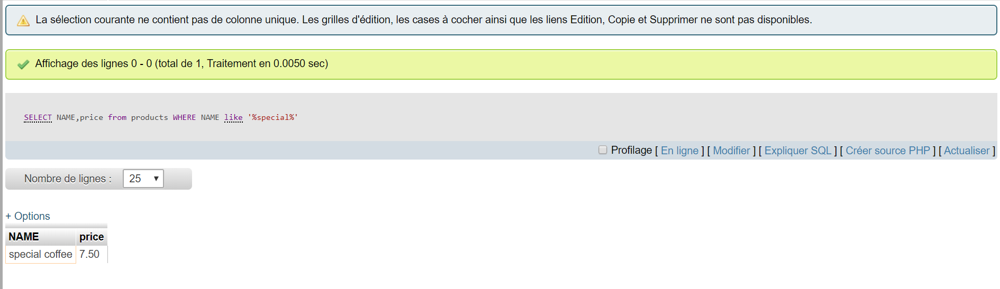 La sélection courante ne contient pas de colonne unique. Les grilles d'édition, les cases à cocher ainsi que les liens Edition, Copie et Supprimer ne sont pas disponibles.
Affichage des lignes 0 - 0 (total de 1, Traitement en 0.0050 sec)
SELECT NAME,price from products WHERE NAME like '%special%'
Profilage [ En ligne ] [ Modifier ] [ Expliquer SQL ] [ Créer source PHP ] [ Actualiser ]
Nombre de lignes : 25
+ Options
NAME price
special coffee 7.50